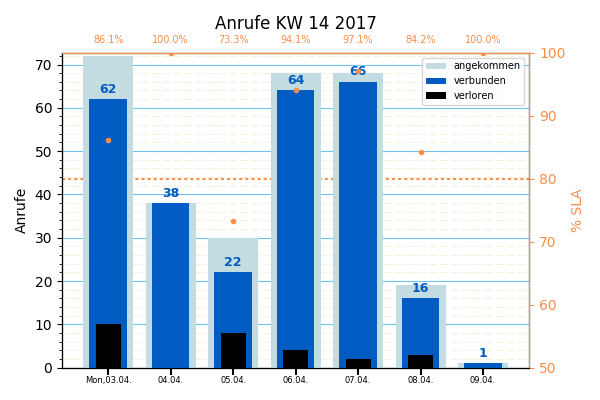 Anrufe KW 14 2017
86.1% 100.0% 73.3% 94.1% 97.1% 84.2% 100.0%
angekommen
verbunden
verloren
62 38 22 64 66 16 1
Anrufe
70
60
50
40
30
20
10
0
100
90
80
70
60
50
% SLA
Mon,03.04. 04.04. 05.04. 06.04. 07.04. 08.04. 09.04.